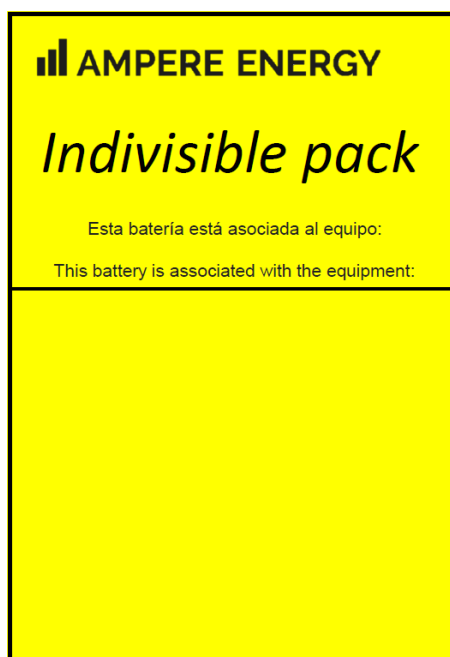 AMPERE ENERGY
Indivisible pack
Esta batería está asociada al equipo:
This battery is associated with the equipment: